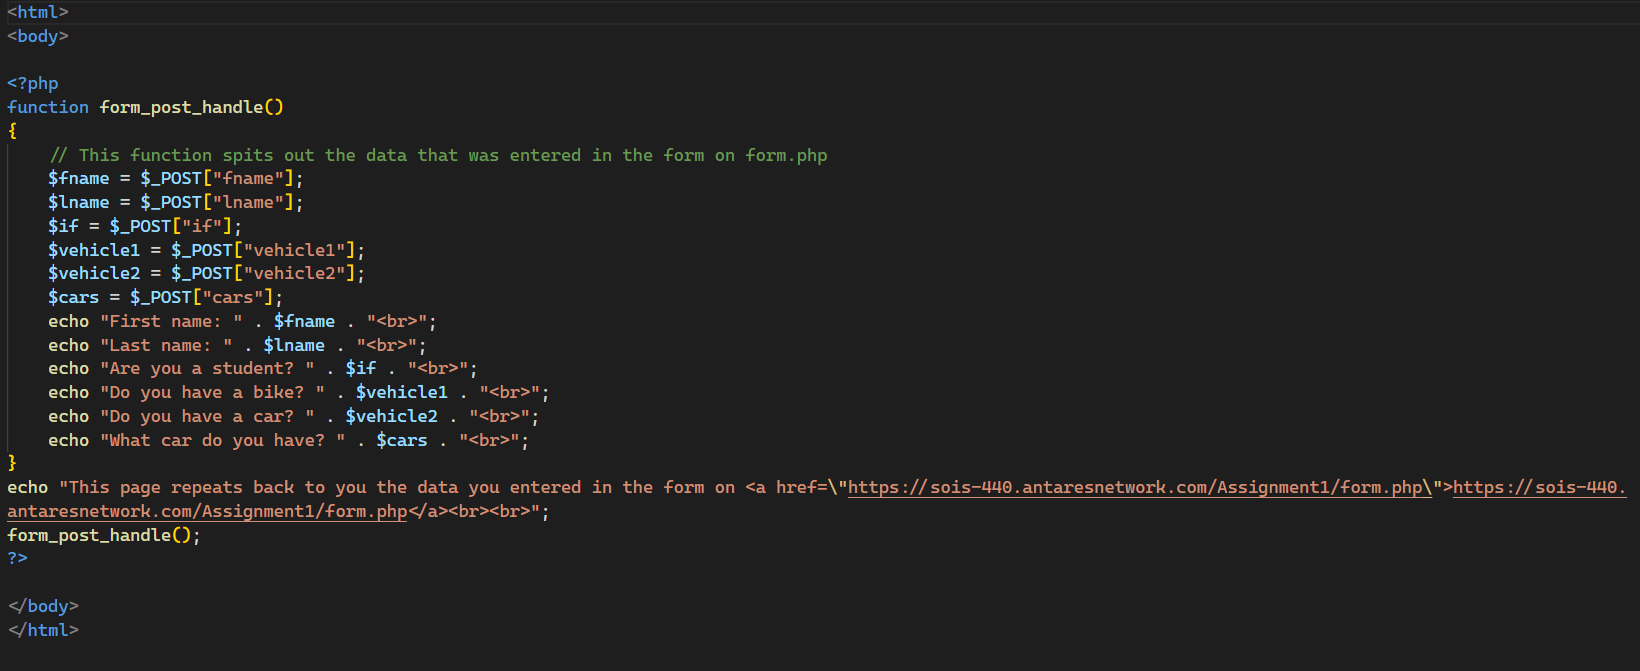 <html>
<body>
<?php
function form_post_handle()
{
// This function spits out the data that was entered in the form on form.php
$fname = $_POST["fname"];
$lname = $_POST["lname"];
$if = $_POST["if"];
$vehicle1 = $_POST["vehicle1"];
$vehicle2 = $_POST["vehicle2"];
$cars = $_POST["cars"];
echo "First name: " . $fname . "<br>";
echo "Last name: " . $lname . "<br>";
echo "Are you a student? " . $if . "<br>";
echo "Do you have a bike? " . $vehicle1 . "<br>";
echo "Do you have a car? " . $vehicle2 . "<br>";
echo "What car do you have? " . $cars . "<br>";
}
echo "This page repeats back to you the data you entered in the form on <a href=\"https://sois-440.antaresnetwork.com/Assignment1/form.php\">https://sois-440.
antaresnetwork.com/Assignment1/form.php</a><br><br>";
form_post_handle();
?>
</body>
</html>